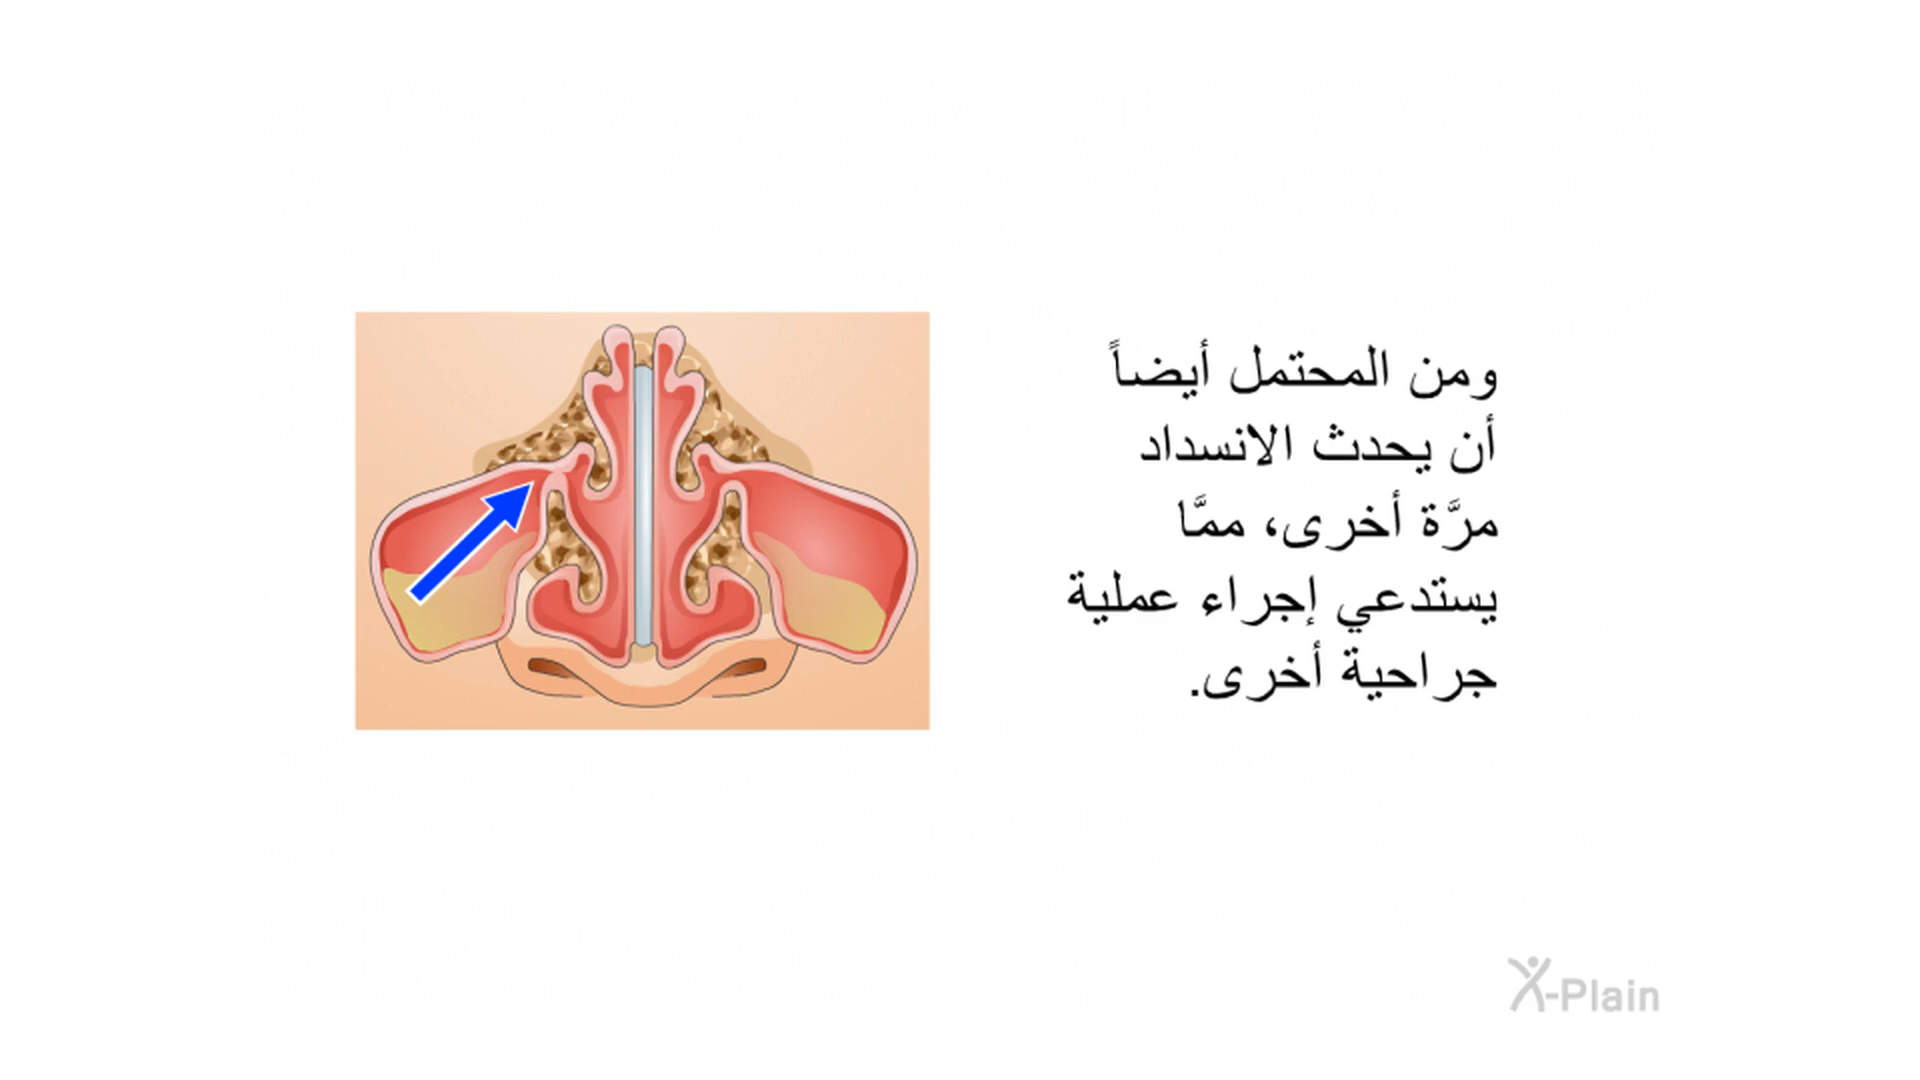 ومن المحتمل أيضاً
أن يحدث الانسداد
مرَّة أخرى، ممَّا
يستدعي إجراء عملية
جراحية أخرى.
X-Plain